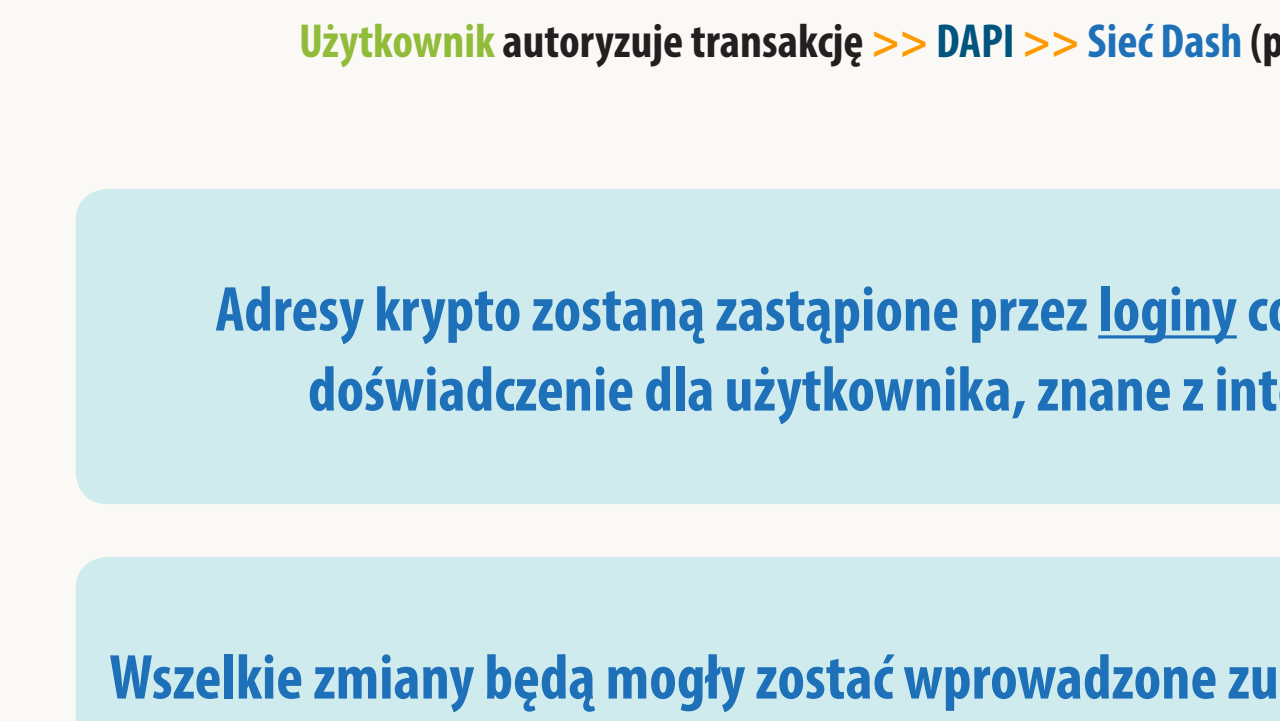 Użytkownik autoryzuje transakcję >> DAPI >> Sieć Dash
Adresy krypto zostaną zastąpione przez loginy
doświadczenie dla użytkownika, znane z
Wszelkie zmiany będą mogły zostać wprowadzone